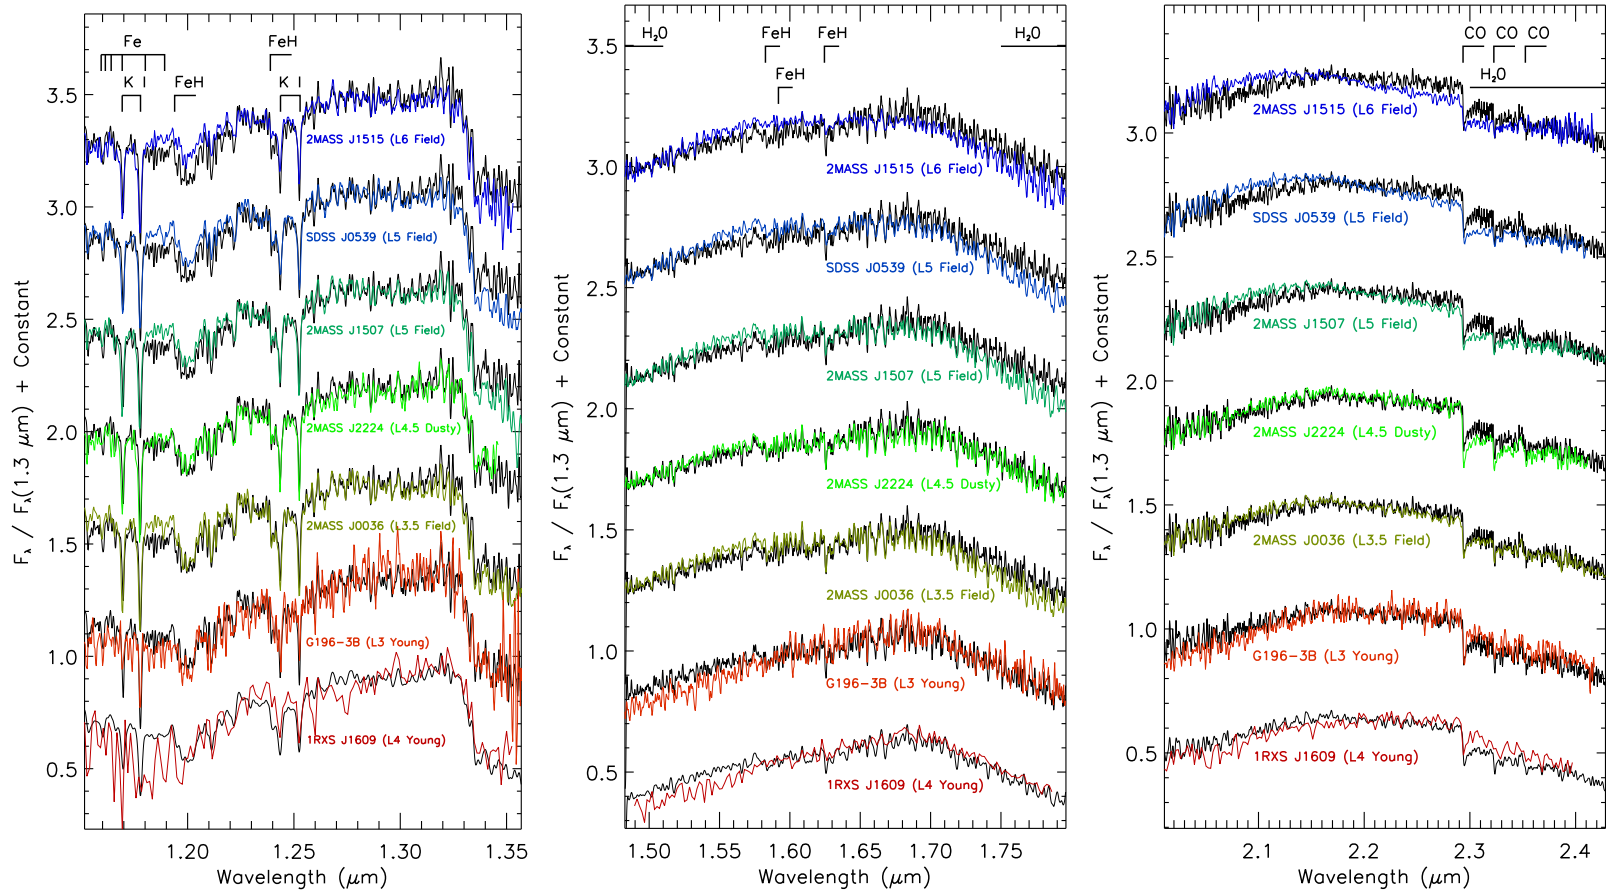 Fe
FeH
K
FeH
K
3.5
2MASS J1515 (L6 Field)
3.0
SDSS J0539 (L5 Field)
2.5
2MASS J1507 (L5 Field)
2.0
2MASS J2224 (L4.5 Dusty)
2MASS J0036 (L3.5 Field)
1.5
G196-3B (L3 Young)
1.0
1RXS J1609 (L4 Young)
0.5
1.20 1.25 1.30 1.35
Wavelength (μm)
Fλ / Fλ(1.3 μm) + Constant
H₂O FeH FeH H₂O
FeH
3.5
3.0
2MASS J1515 (L6 Field)
SDSS J0539 (L5 Field)
2.5
2MASS J1507 (L5 Field)
2.0
2MASS J2224 (L4.5 Dusty)
1.5
2MASS J0036 (L3.5 Field)
1.0
G196-3B (L3 Young)
0.5
1RXS J1609 (L4 Young)
1.50 1.55 1.60 1.65 1.70 1.75
Wavelength (μm)
Fλ / Fλ(1.3 μm) + Constant
CO CO CO
H₂O
2MASS J1515 (L6 Field)
3.0
SDSS J0539 (L5 Field)
2.5
2MASS J1507 (L5 Field)
2.0
2MASS J2224 (L4.5 Dusty)
1.5
2MASS J0036 (L3.5 Field)
1.0
G196-3B (L3 Young)
0.5
1RXS J1609 (L4 Young)
2.1 2.2 2.3 2.4
Wavelength (μm)
Fλ / Fλ(1.3 μm) + Constant